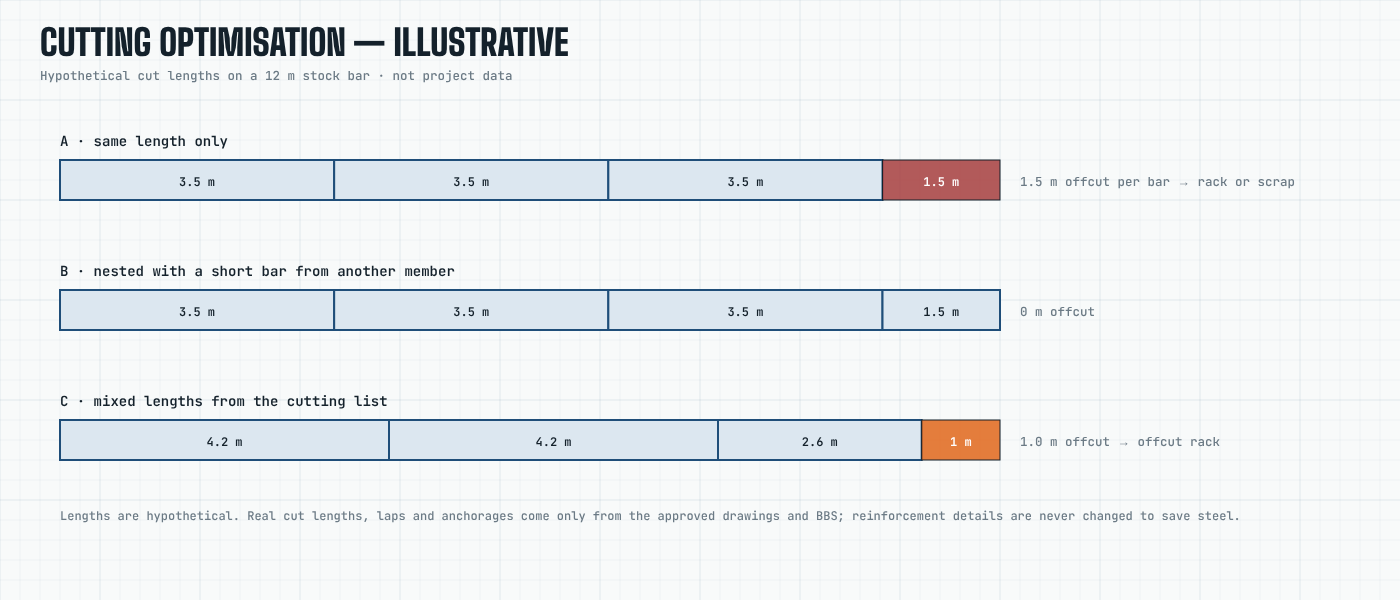 CUTTING OPTIMISATION — ILLUSTRATIVE
Hypothetical cut lengths on a 12 m stock bar · not project data
A · same length only
3.5 m 3.5 m 3.5 m 1.5 m 1.5 m offcut per bar → rack or scrap
B · nested with a short bar from another member
3.5 m 3.5 m 3.5 m 1.5 m 0 m offcut
C · mixed lengths from the cutting list
4.2 m 4.2 m 2.6 m 1 m 1.0 m offcut → offcut rack
Lengths are hypothetical. Real cut lengths, laps and anchorages come only from the approved drawings and BBS; reinforcement details are never changed to save steel.